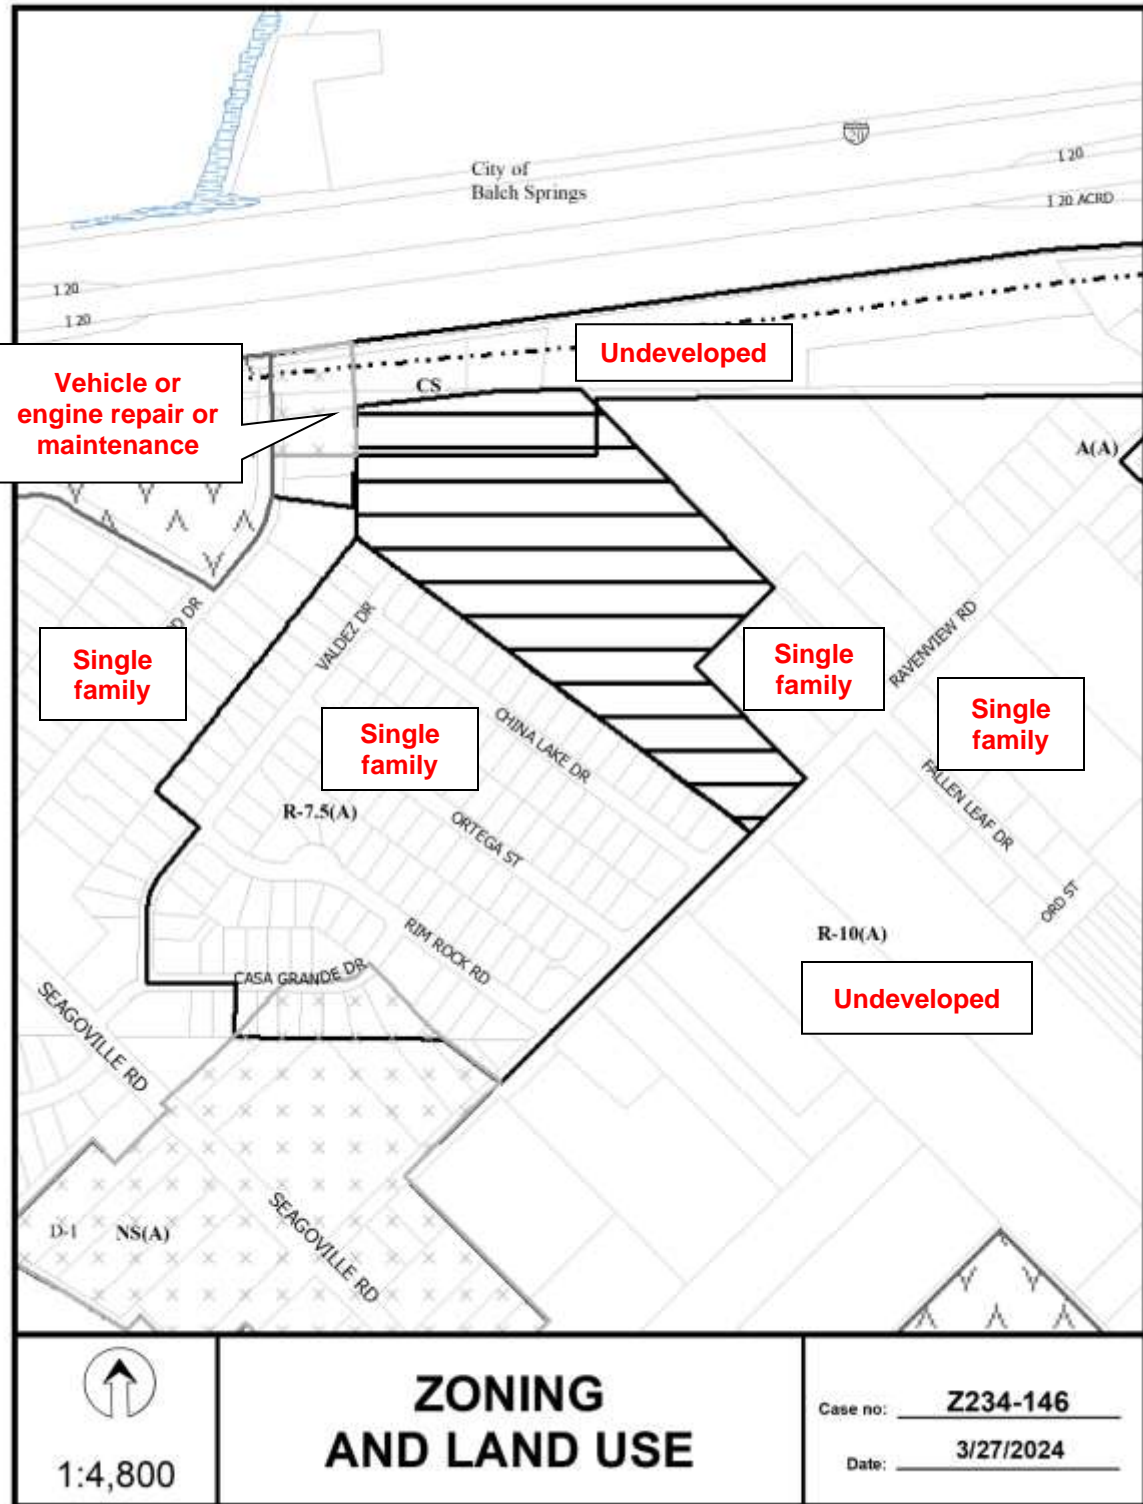 20
City of
Balch Springs
I 20
I 20 ACRD
I 20
I 20
Undeveloped
Vehicle or
engine repair or
maintenance
CS
A(A)
D DR
VALDEZ DR
RAVENVIEW RD
Single
family
Single
family
Single
family
Single
family
CHINA LAKE DR
FALLEN LEAF DR
R-7.5(A)
ORTEGA ST
ORD ST
RIM ROCK RD
R-10(A)
CASA GRANDE DR
Undeveloped
SEAGOVILLE RD
SEAGOVILLE RD
D-1 NS(A)
1:4,800
ZONING
AND LAND USE
Case no: Z234-146
Date: 3/27/2024